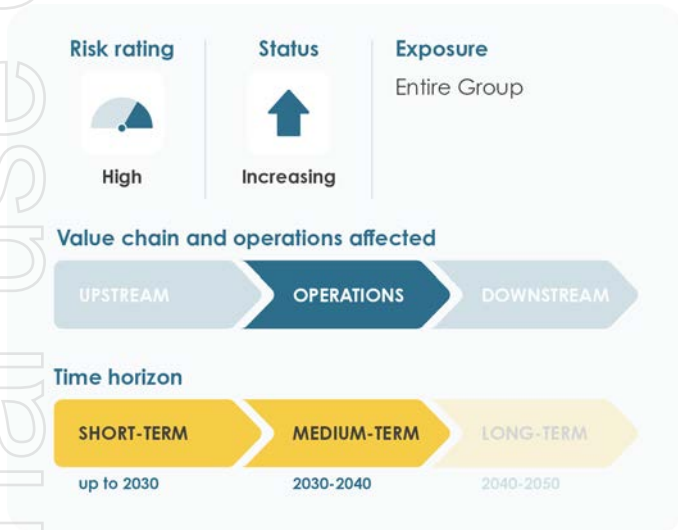 Risk rating
Status
Exposure
Entire Group
High
Increasing
Value chain and operations affected
UPSTREAM
OPERATIONS
DOWNSTREAM
Time horizon
SHORT-TERM
MEDIUM-TERM
LONG-TERM
up to 2030
2030-2040
2040-2050